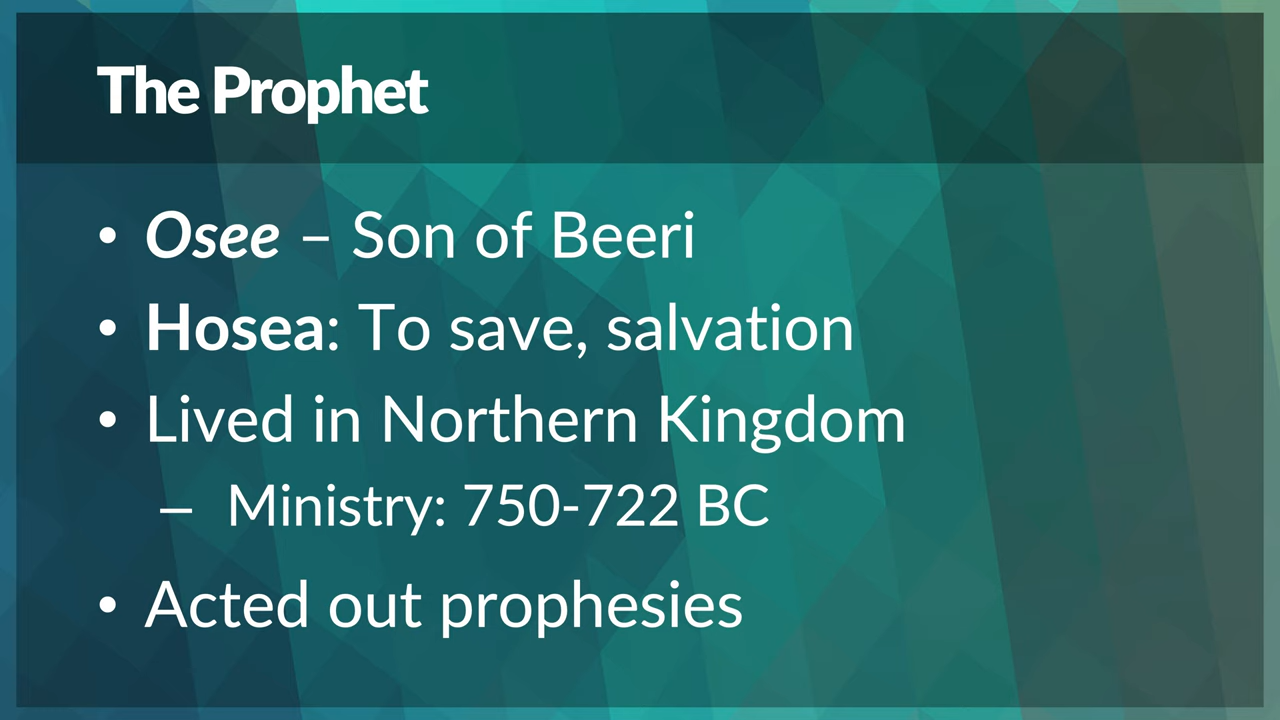 The Prophet
• Osee – Son of Beeri
• Hosea: To save, salvation
• Lived in Northern Kingdom
– Ministry: 750-722 BC
• Acted out prophesies